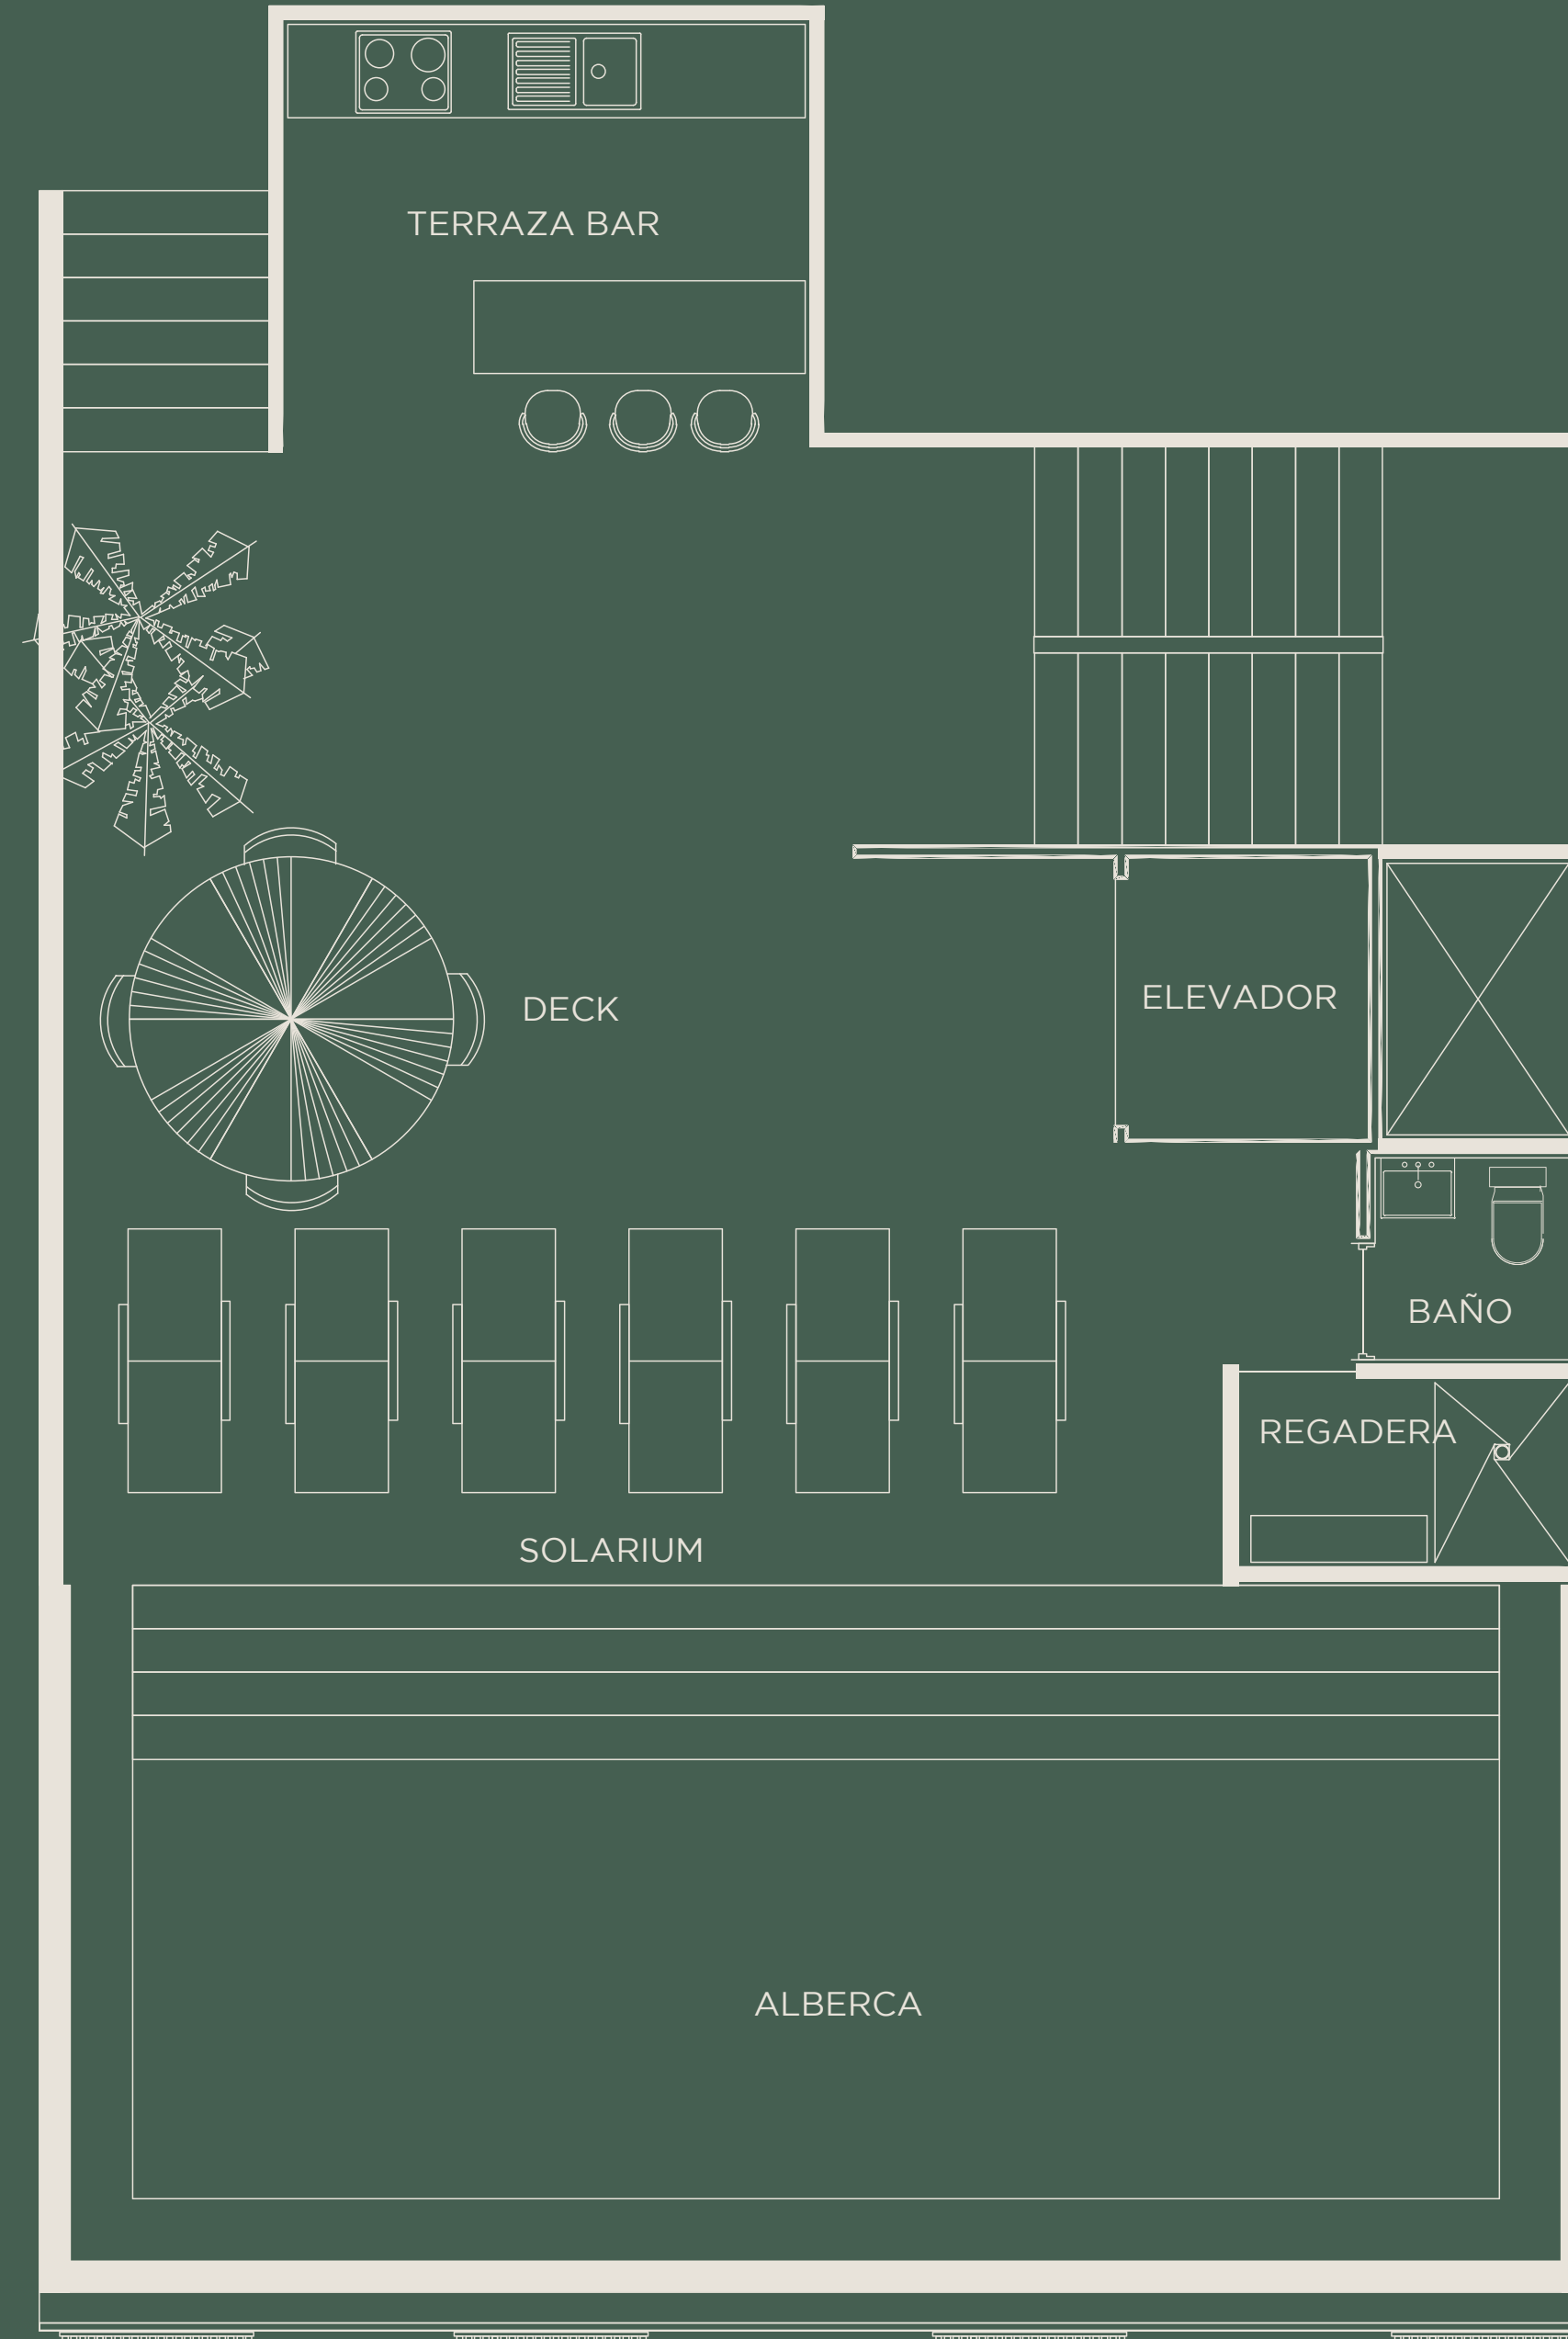 TERRAZA BAR
DECK
ELEVADOR
BAÑO
REGADERA
SOLARIUM
ALBERCA